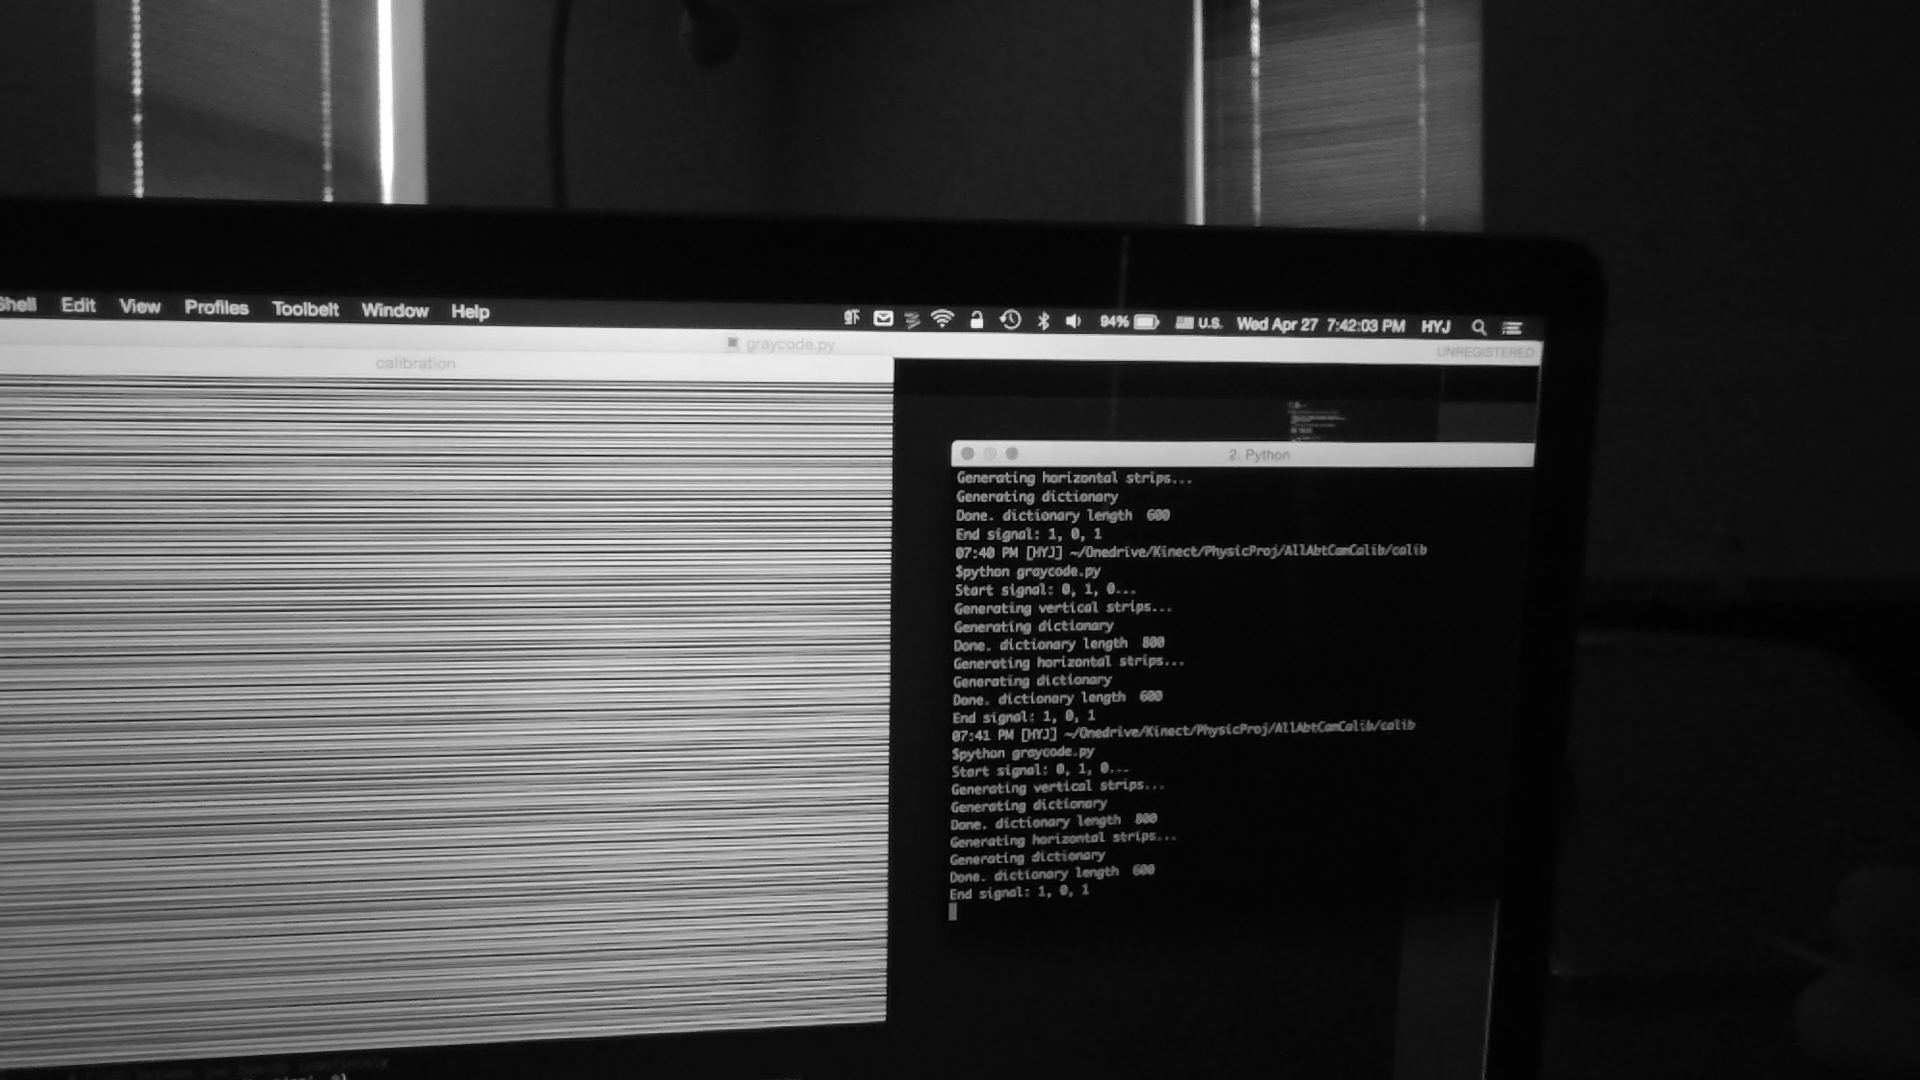 Shell Edit View Profiles Toolbelt Window Help 94% U.S. Wed Apr 27 7:42:03 PM HYJ
graycode.py UNREGISTERED
calibration
2. Python
Generating horizontal strips...
Generating dictionary
Done. dictionary length 600
End signal: 1, 0, 1
07:40 PM [HYJ] ~/Onedrive/Kinect/PhysicProj/AllAbtCamCalib/calib
$python graycode.py
Start signal: 0, 1, 0...
Generating vertical strips...
Generating dictionary
Done. dictionary length 800
Generating horizontal strips...
Generating dictionary
Done. dictionary length 600
End signal: 1, 0, 1
07:41 PM [HYJ] ~/Onedrive/Kinect/PhysicProj/AllAbtCamCalib/calib
$python graycode.py
Start signal: 0, 1, 0...
Generating vertical strips...
Generating dictionary
Done. dictionary length 800
Generating horizontal strips...
Generating dictionary
Done. dictionary length 600
End signal: 1, 0, 1